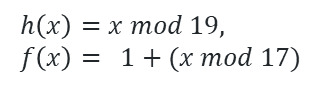 h(x) = x mod 19,
f(x) = 1 + (x mod 17)